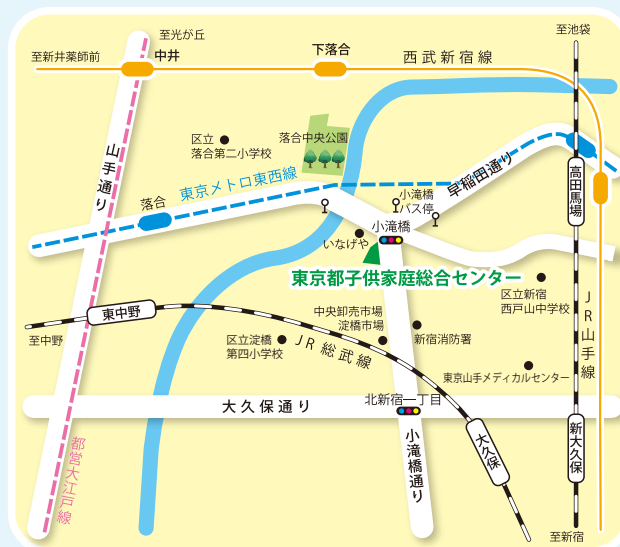 至光が丘
至池袋
至新井薬師前
中井
下落合
西武新宿線
山手通り
区立
落合第二小学校
落合中央公園
高田馬場
早稲田通り
東京メトロ東西線
落合
小滝橋
バス停
小滝橋
いなげや
東京都子供家庭総合センター
区立新宿
西戸山中学校
JR山手線
東中野
至中野
中央卸売市場
淀橋市場
区立淀橋
第四小学校
JR総武線
新宿消防署
東京山手メディカルセンター
大久保通り
北新宿一丁目
小滝橋通り
大久保
新大久保
都営大江戸線
至新宿